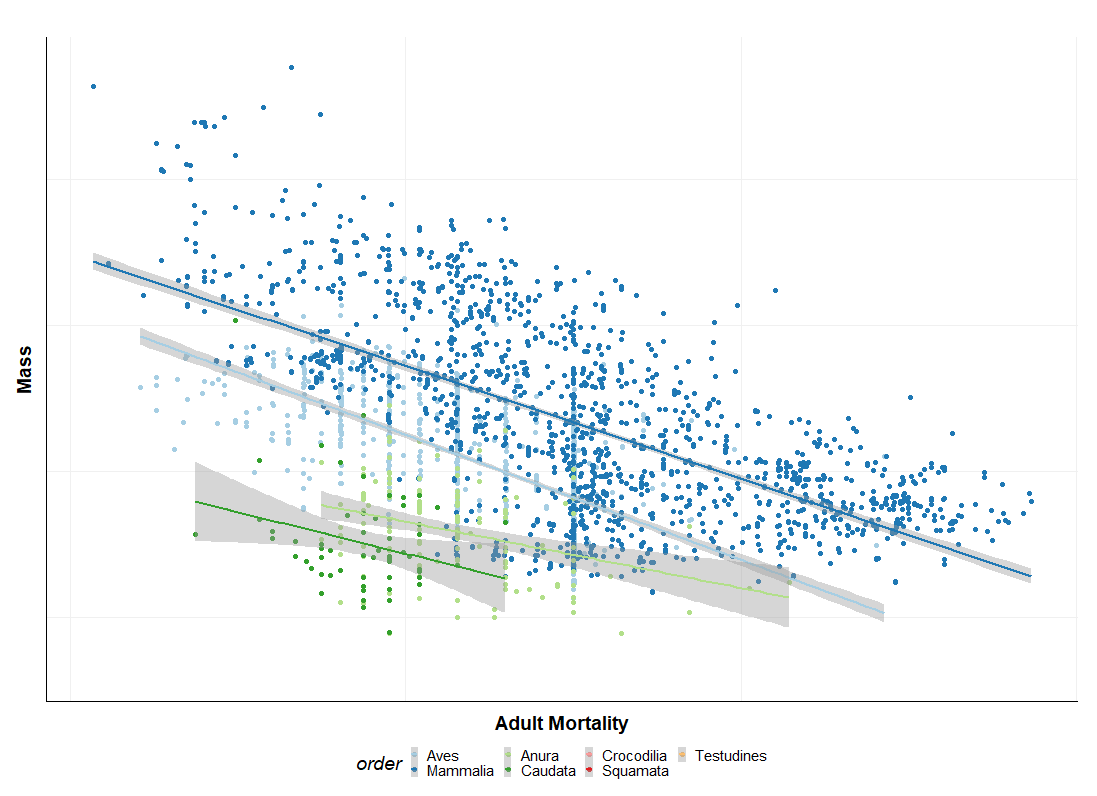 Mass
Adult Mortality
order
Aves
Anura
Crocodilia
Testudines
Mammalia
Caudata
Squamata